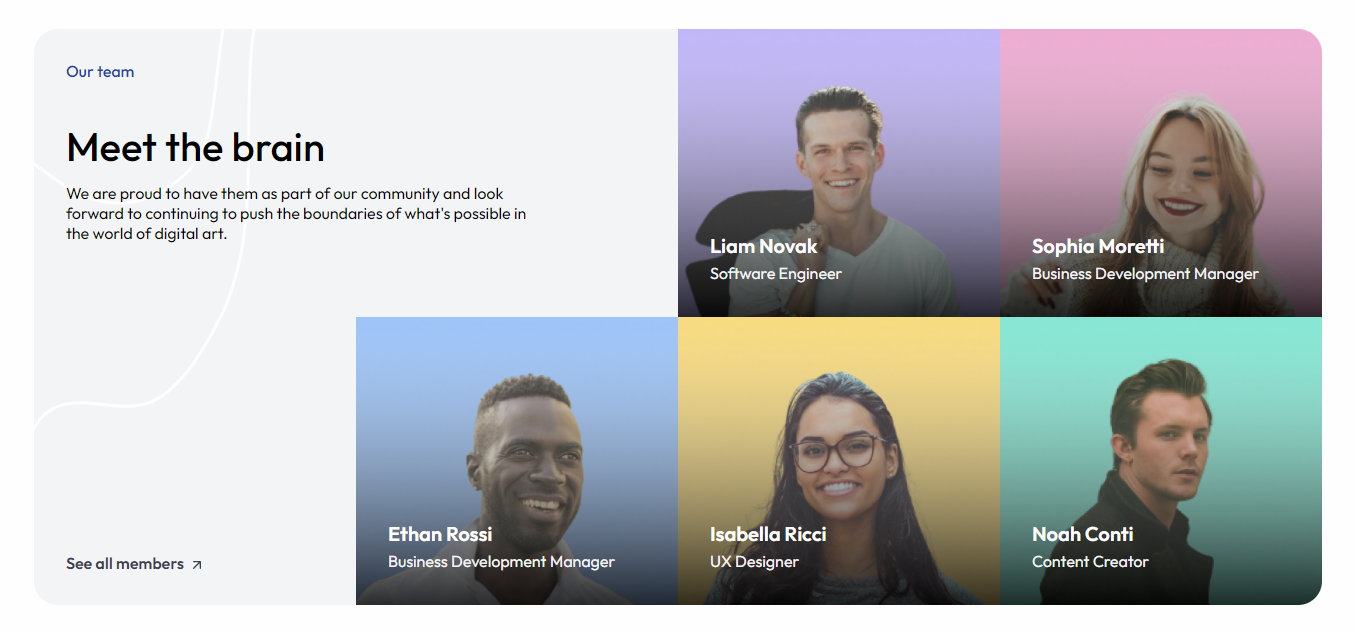 Our team
Meet the brain
We are proud to have them as part of our community and look
forward to continuing to push the boundaries of what's possible in
the world of digital art.
See all members
Liam Novak
Software Engineer
Sophia Moretti
Business Development Manager
Ethan Rossi
Business Development Manager
Isabella Ricci
UX Designer
Noah Conti
Content Creator